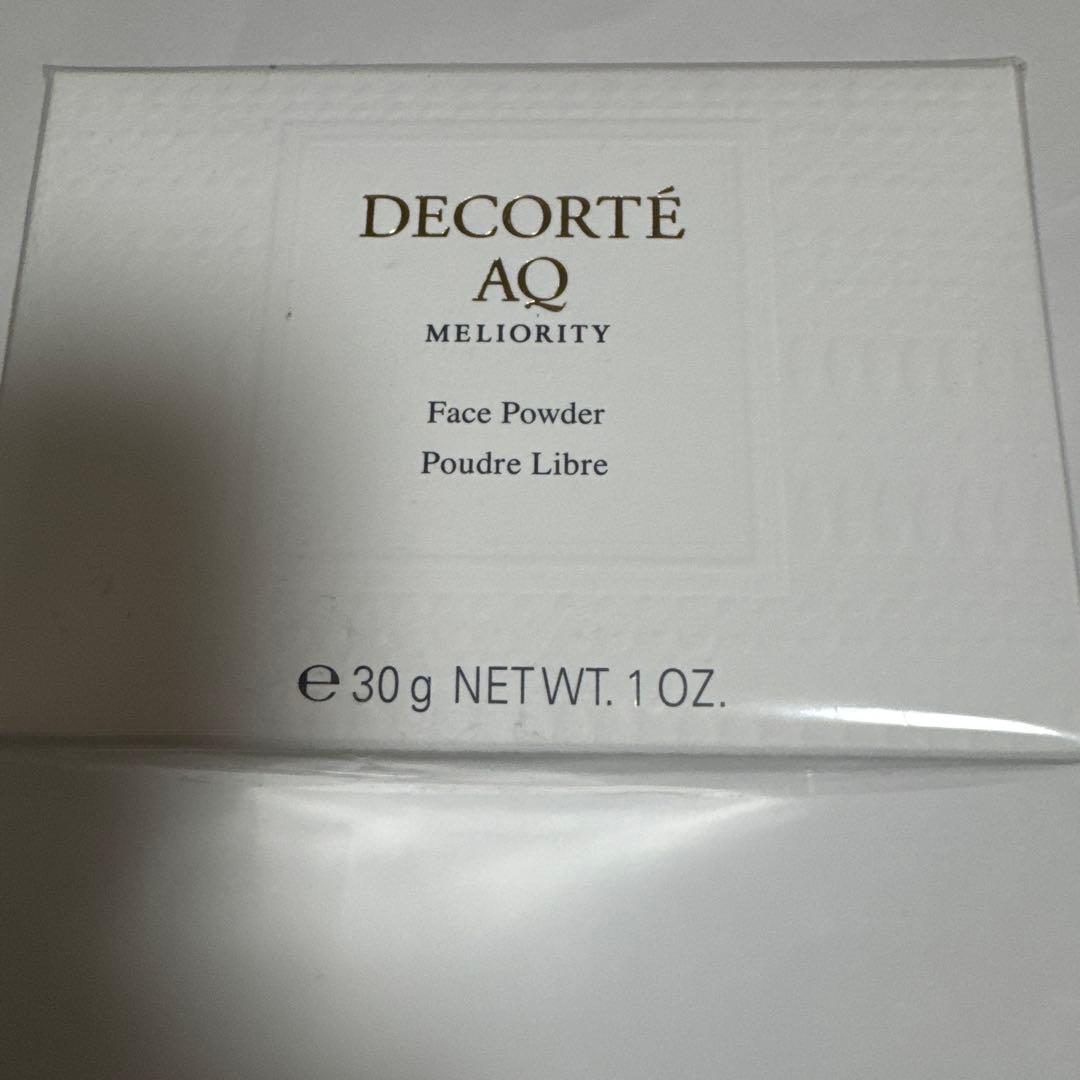 DECORTÉ
AQ
MELIORITY
Face Powder
Poudre Libre
℮ 30 g NET WT. 1 OZ.